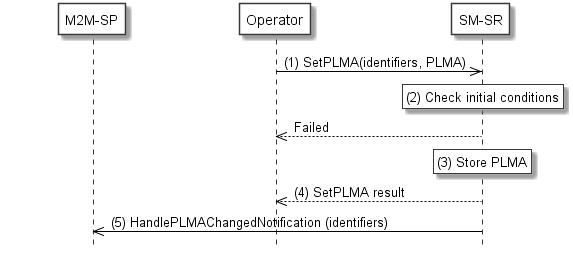 M2M-SP
Operator
SM-SR
(1) SetPLMA(identifiers, PLMA)
(2) Check initial conditions
Failed
(3) Store PLMA
(4) SetPLMA result
(5) HandlePLMAChangedNotification (identifiers)